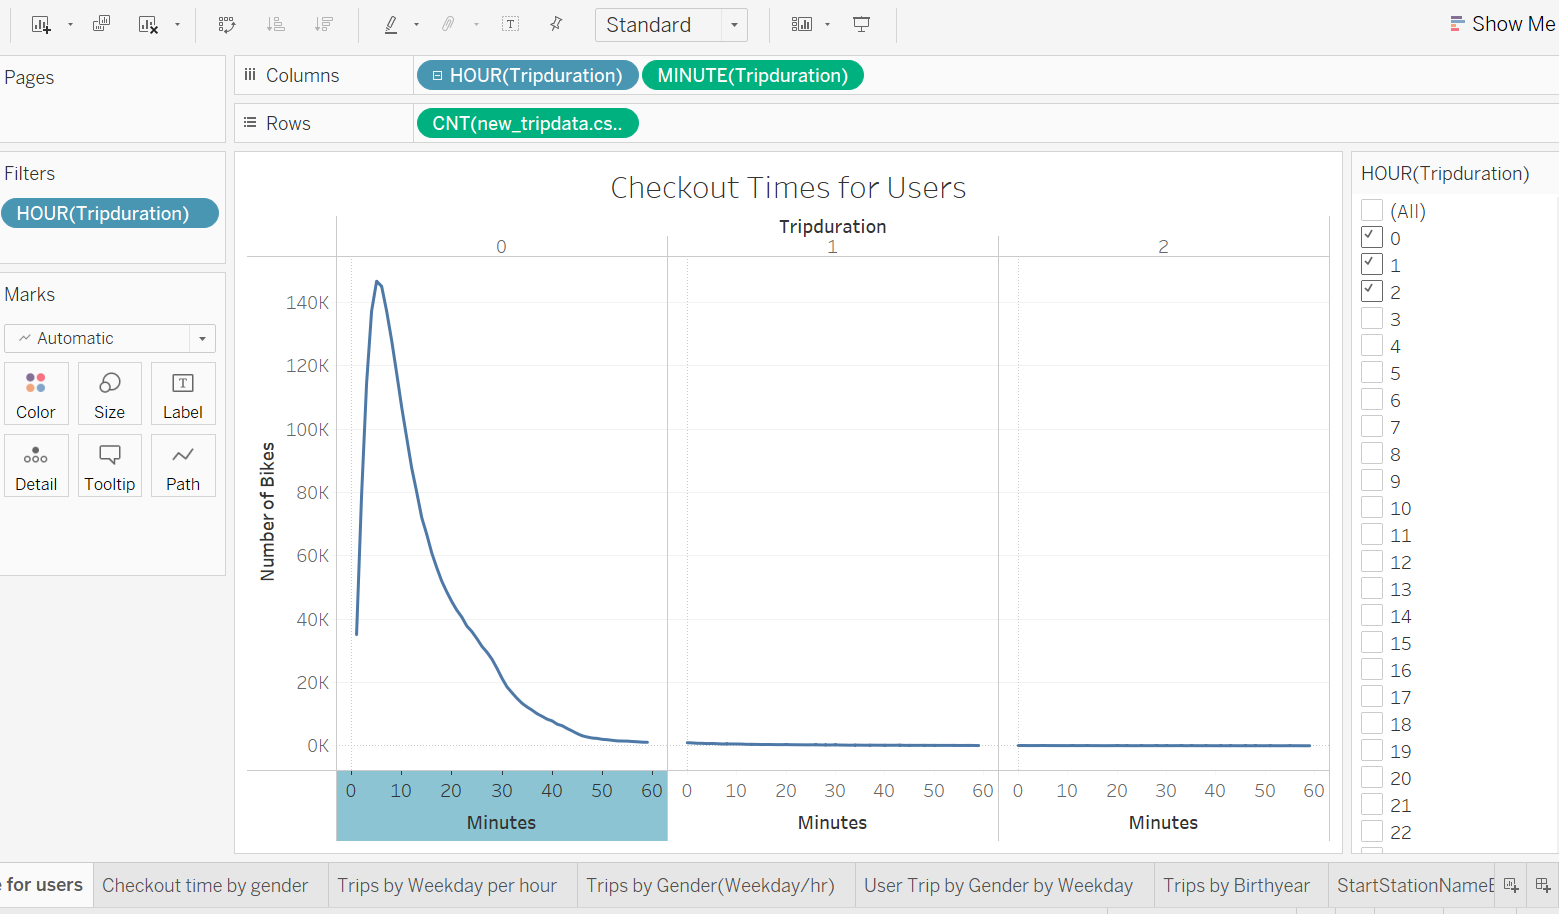 Standard
Show Me
Pages
Columns
HOUR(Tripduration)
MINUTE(Tripduration)
Rows
CNT(new_tripdata.cs..
Filters
HOUR(Tripduration)
Marks
Automatic
Color
Size
Label
Detail
Tooltip
Path
Checkout Times for Users
Tripduration
0
1
2
140K
120K
100K
80K
60K
40K
20K
0K
Number of Bikes
0 10 20 30 40 50 60
0 10 20 30 40 50 60
0 10 20 30 40 50 60
Minutes
Minutes
Minutes
HOUR(Tripduration)
(All)
0
1
2
3
4
5
6
7
8
9
10
11
12
13
14
15
16
17
18
19
20
21
22
for users
Checkout time by gender
Trips by Weekday per hour
Trips by Gender(Weekday/hr)
User Trip by Gender by Weekday
Trips by Birthyear
StartStationName